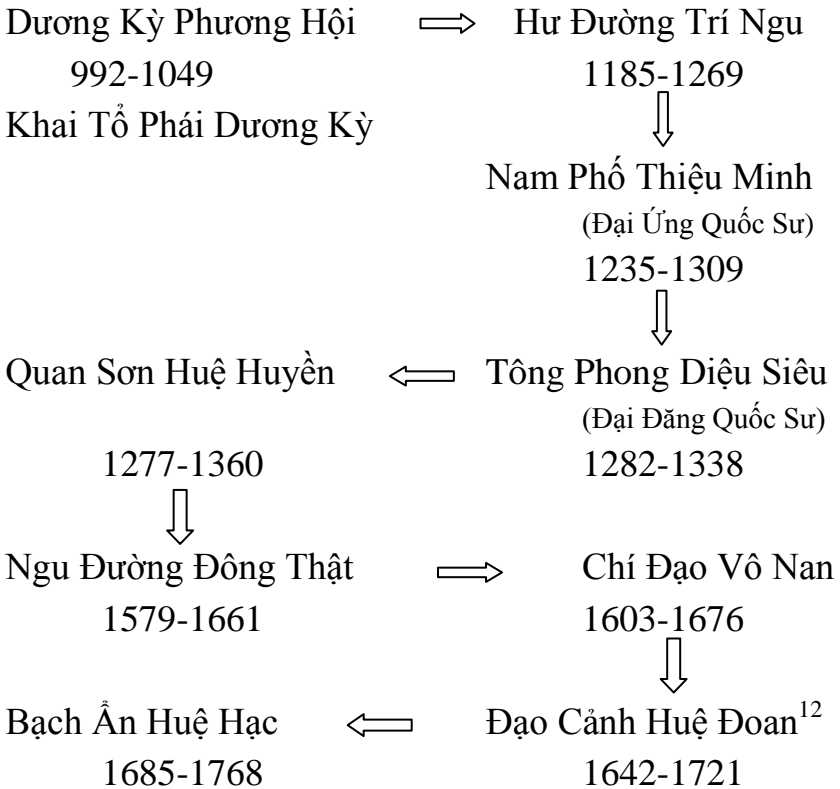 Dương Kỳ Phương Hội ⇒ Hư Đường Trí Ngu
992-1049 1185-1269
Khai Tổ Phái Dương Kỳ ⇓
Nam Phố Thiệu Minh
(Đại Ứng Quốc Sư)
1235-1309
⇓
Quan Sơn Huệ Huyền ⇐ Tông Phong Diệu Siêu
(Đại Đăng Quốc Sư)
1277-1360 1282-1338
⇓
Ngu Đường Đông Thật ⇒ Chí Đạo Vô Nan
1579-1661 1603-1676
⇓
Bạch Ẩn Huệ Hạc ⇐ Đạo Cảnh Huệ Đoan¹²
1685-1768 1642-1721